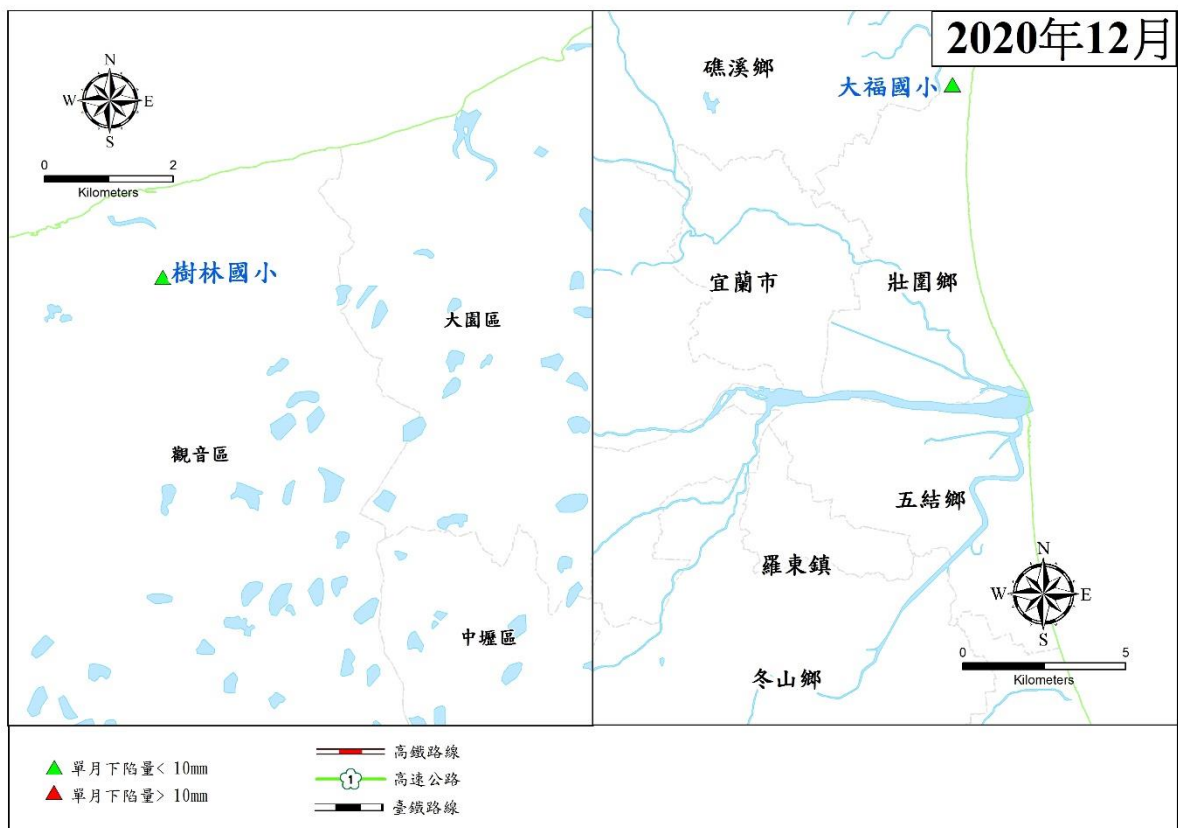 2020年12月
N
W E
S
0 2
Kilometers
樹林國小
大園區
觀音區
中壢區
礁溪鄉
大福國小
宜蘭市
壯圍鄉
五結鄉
羅東鎮
冬山鄉
N
W E
S
0 5
Kilometers
單月下陷量< 10mm
單月下陷量> 10mm
高鐵路線
1 高速公路
臺鐵路線